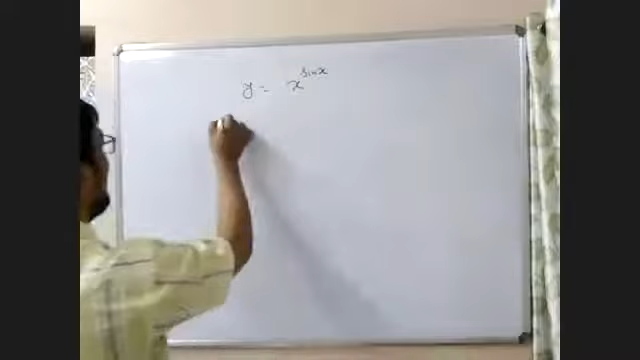 y = x^sinx